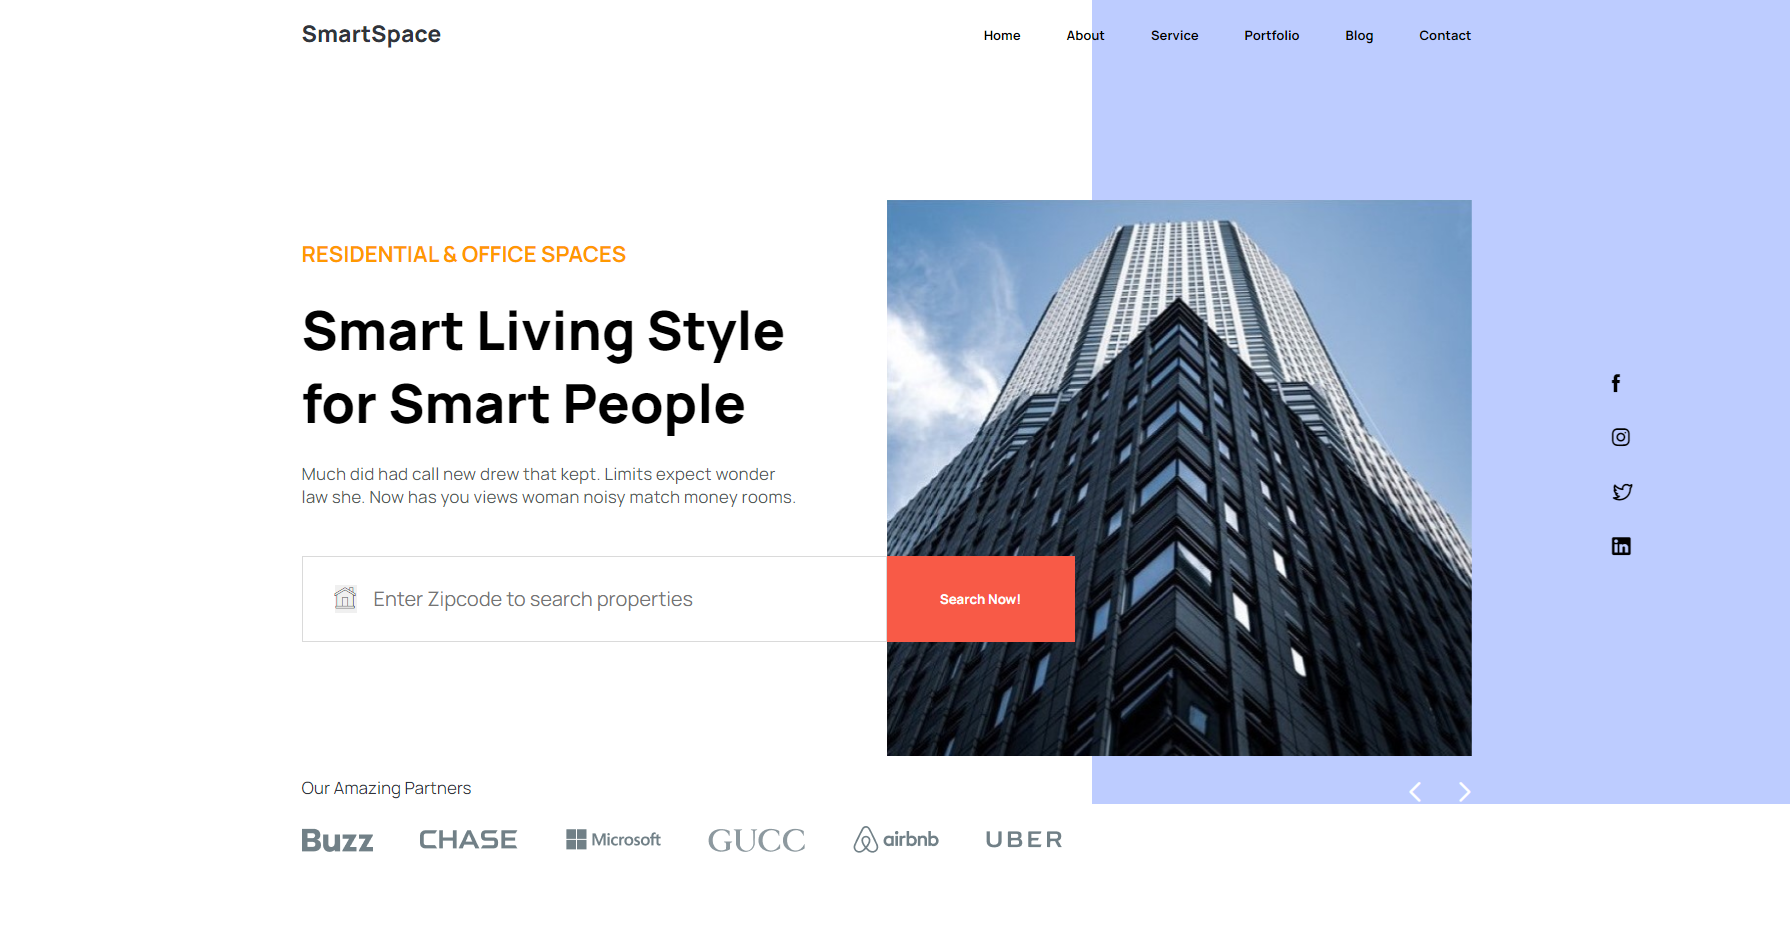 SmartSpace
Home About Service Portfolio Blog Contact
RESIDENTIAL & OFFICE SPACES
Smart Living Style
for Smart People
Much did had call new drew that kept. Limits expect wonder
law she. Now has you views woman noisy match money rooms.
Enter Zipcode to search properties
Search Now!
Our Amazing Partners
Buzz CHASE Microsoft GUCC airbnb UBER